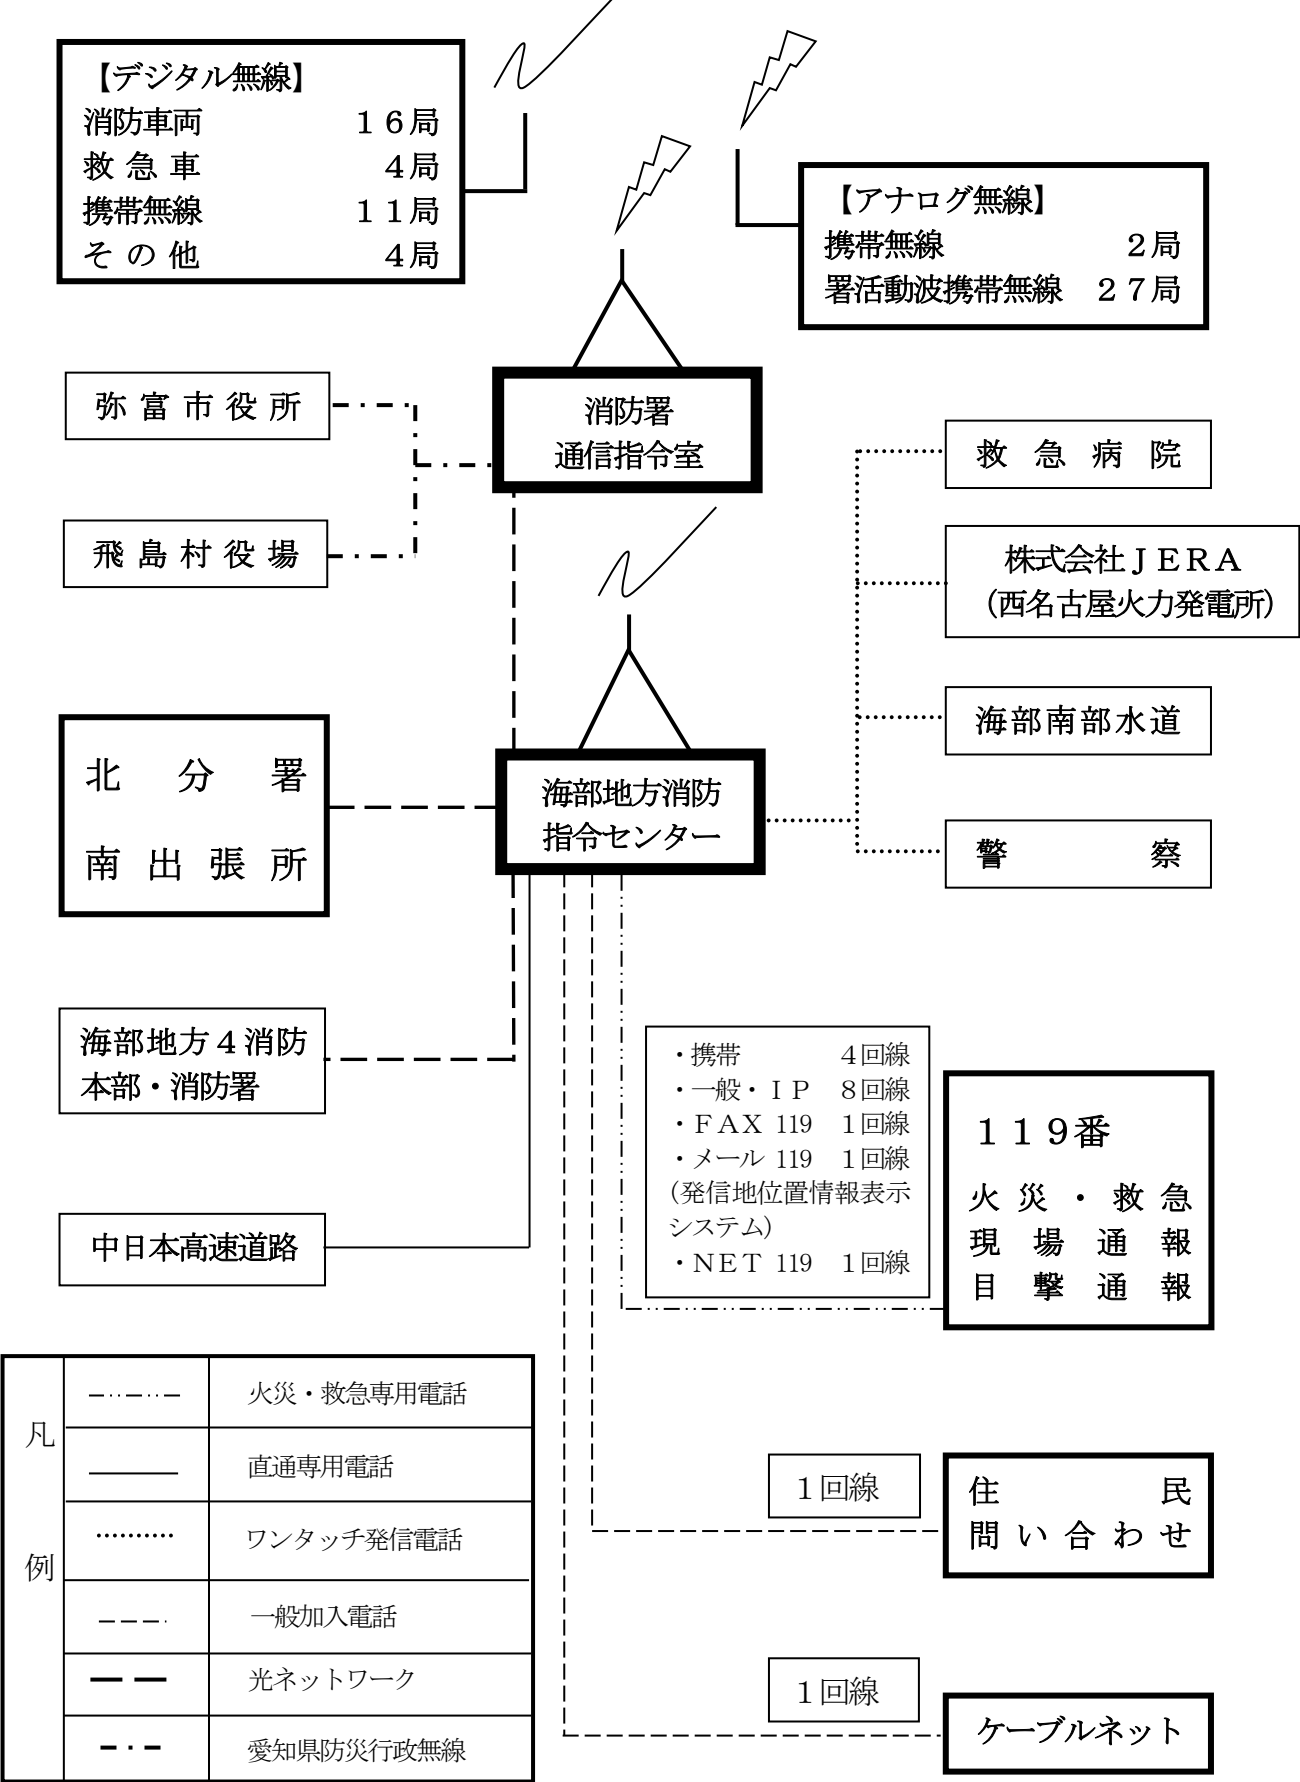 【デジタル無線】
消防車両　16局
救急車　4局
携帯無線　11局
その他　4局
【アナログ無線】
携帯無線　2局
署活動波携帯無線　27局
消防署
通信指令室
弥富市役所
飛島村役場
救急病院
株式会社JERA
(西名古屋火力発電所)
海部南部水道
警察
北分署
南出張所
海部地方消防
指令センター
海部地方4消防
本部・消防署
中日本高速道路
・携帯　4回線
・一般・IP　8回線
・FAX 119　1回線
・メール 119　1回線
(発信地位置情報表示
システム)
・NET 119　1回線
119番
火災・救急
現場通報
目撃通報
1回線
住民
問い合わせ
1回線
ケーブルネット
凡例
火災・救急専用電話
直通専用電話
ワンタッチ発信電話
一般加入電話
光ネットワーク
愛知県防災行政無線